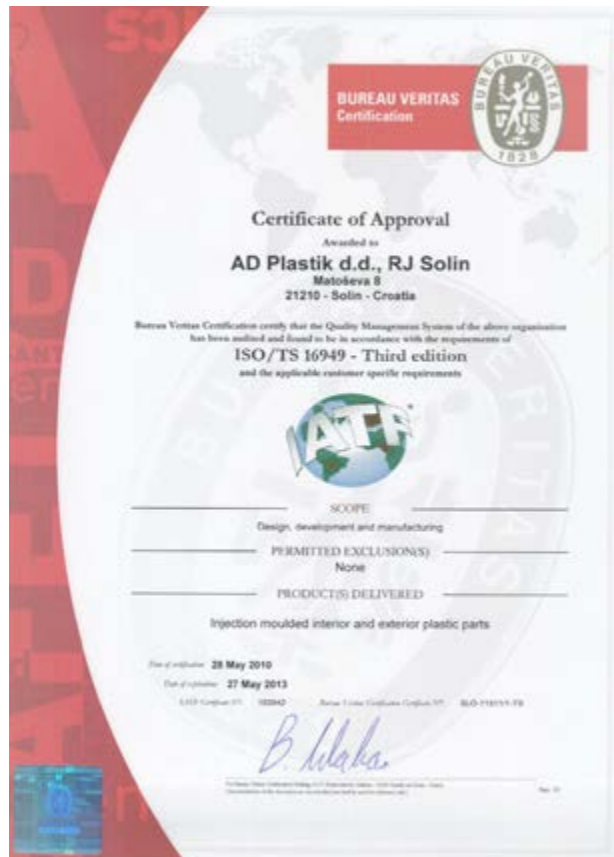 BUREAU VERITAS
Certification
BUREAU VERITAS
1828
Certificate of Approval
Awarded to
AD Plastik d.d., RJ Solin
Matoševa 8
21210 - Solin - Croatia
Bureau Veritas Certification certify that the Quality Management System of the above organisation
has been audited and found to be in accordance with the requirements of
ISO/TS 16949 - Third edition
and the applicable customer specific requirements
IATF
SCOPE
Design, development and manufacturing
PERMITTED EXCLUSION(S)
None
PRODUCT(S) DELIVERED
Injection moulded interior and exterior plastic parts
Date of certification 28 May 2010
Date of expiration 27 May 2013